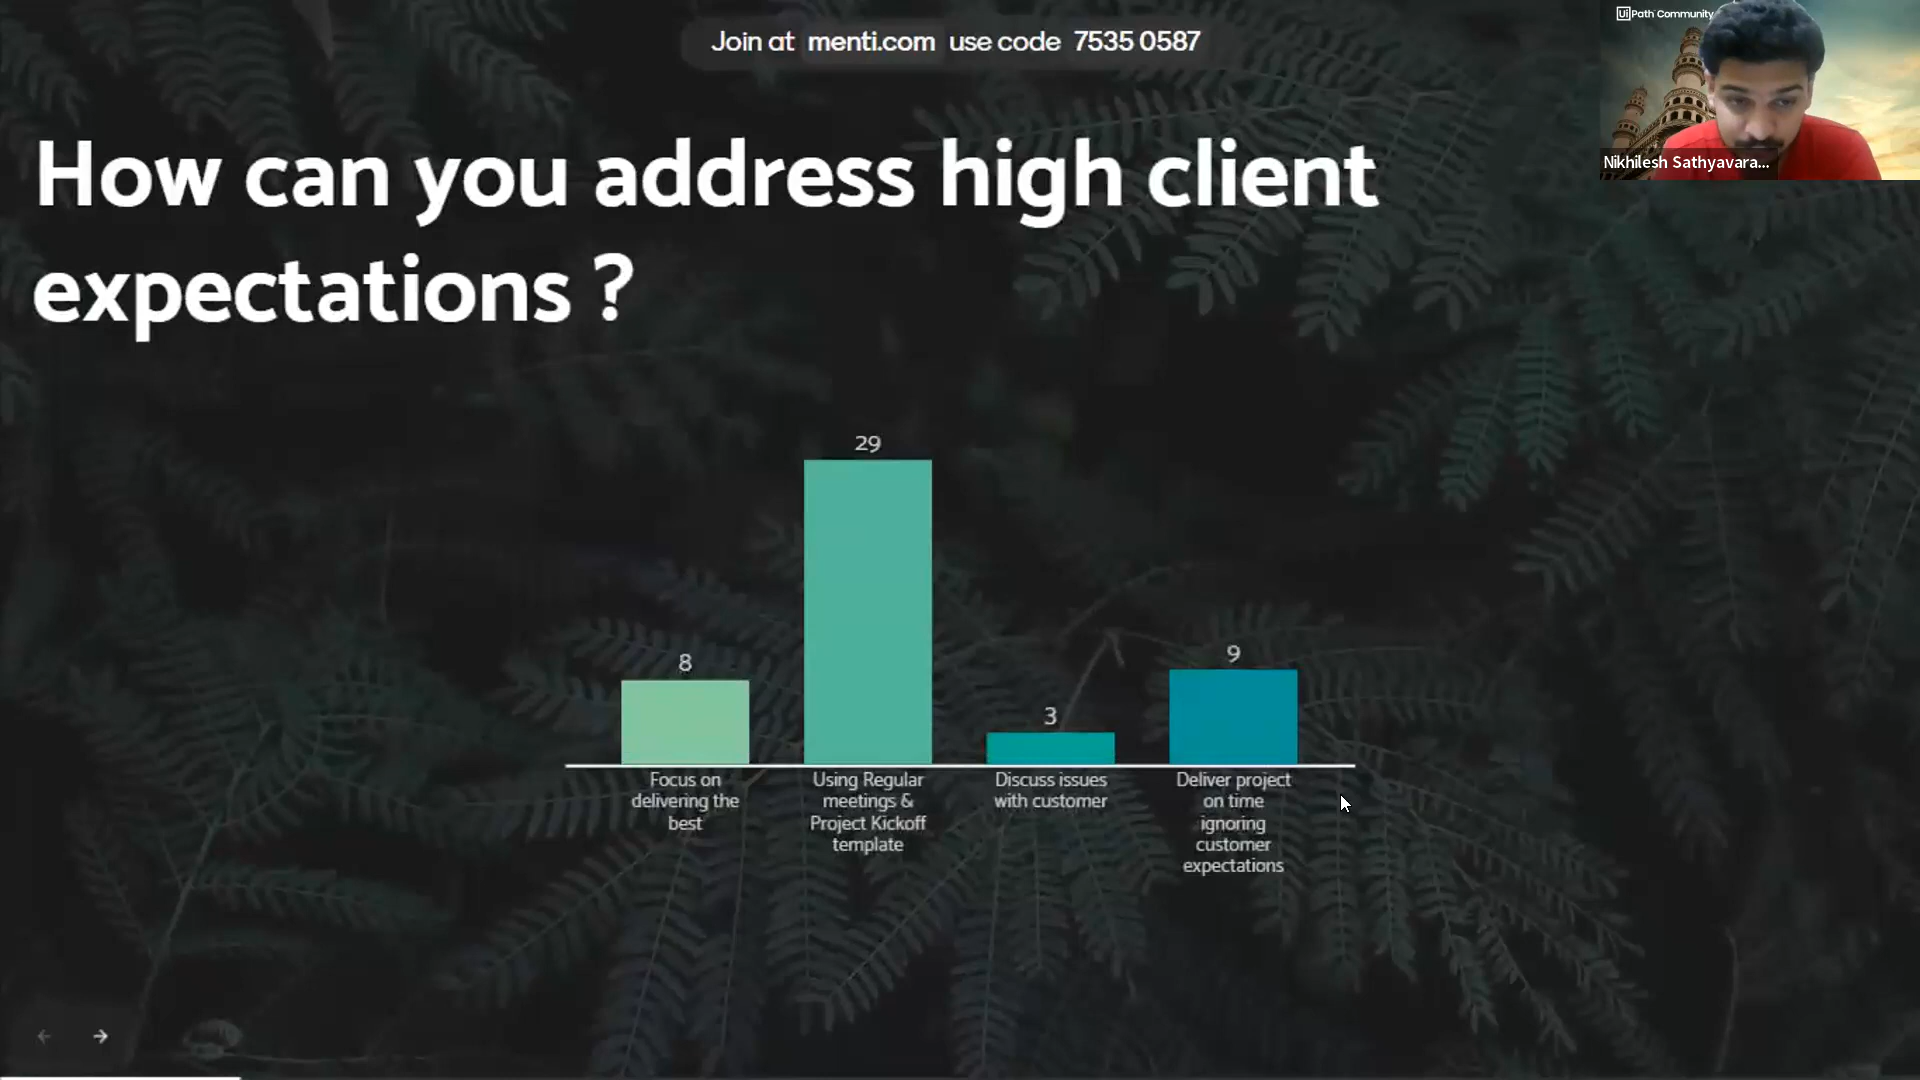 Join at menti.com use code 7535 0587
UiPath Community
Nikhilesh Sathyavara...
How can you address high client
expectations ?
8
29
3
9
Focus on
delivering the
best
Using Regular
meetings &
Project Kickoff
template
Discuss issues
with customer
Deliver project
on time
ignoring
customer
expectations